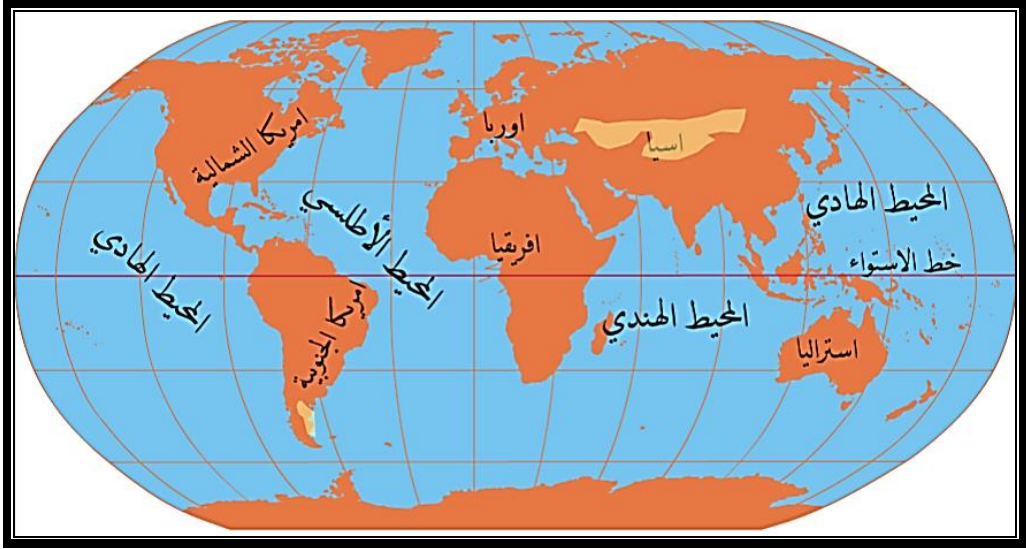 امريكا الشمالية
اوربا
اسيا
المحيط الهادي
المحيط الأطلسي
افريقيا
خط الاستواء
المحيط الهادي
امريكا الجنوبية
المحيط الهندي
استراليا